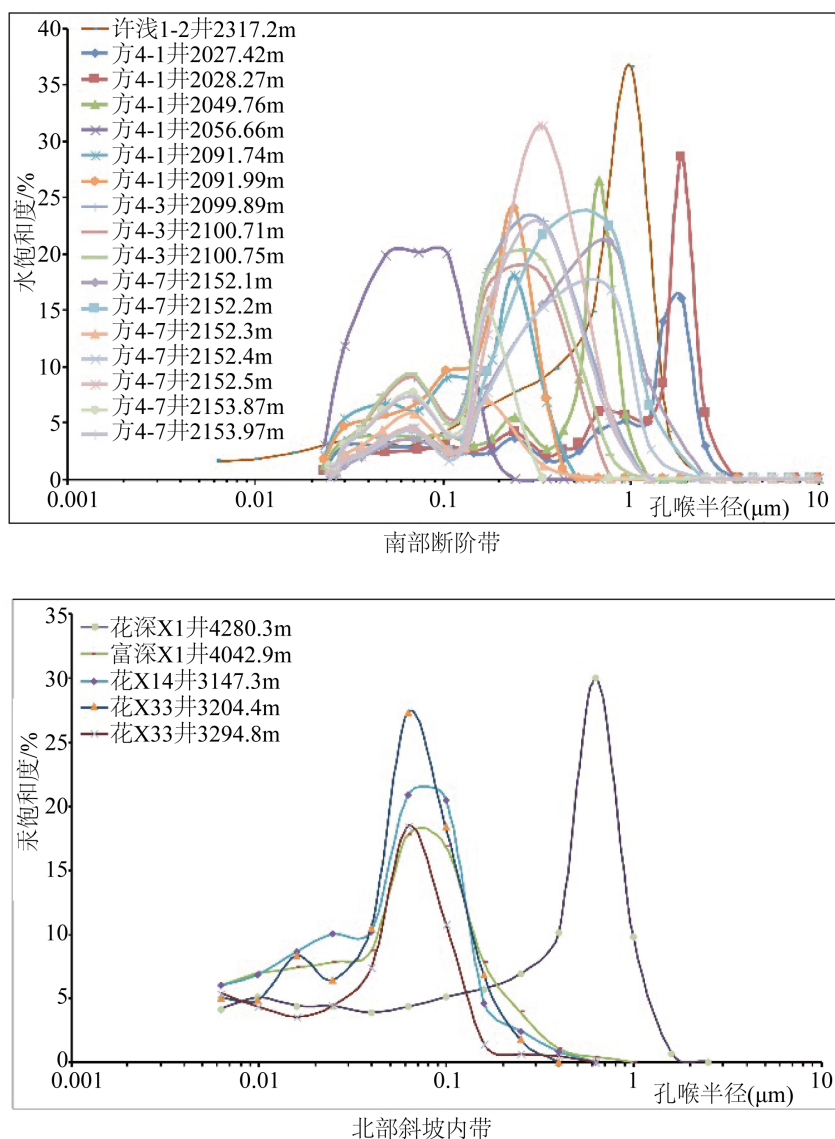 40
35
30
25
20
15
10
5
0
水饱和度/%
许浅1-2井2317.2m
方4-1井2027.42m
方4-1井2028.27m
方4-1井2049.76m
方4-1井2056.66m
方4-1井2091.74m
方4-1井2091.99m
方4-3井2099.89m
方4-3井2100.71m
方4-3井2100.75m
方4-7井2152.1m
方4-7井2152.2m
方4-7井2152.3m
方4-7井2152.4m
方4-7井2152.5m
方4-7井2153.87m
方4-7井2153.97m
0.001 0.01 0.1 1 10
孔喉半径(μm)
南部断阶带
35
30
25
20
15
10
5
0
汞饱和度/%
花深X1井4280.3m
富深X1井4042.9m
花X14井3147.3m
花X33井3204.4m
花X33井3294.8m
0.001 0.01 0.1 1 10
孔喉半径(μm)
北部斜坡内带